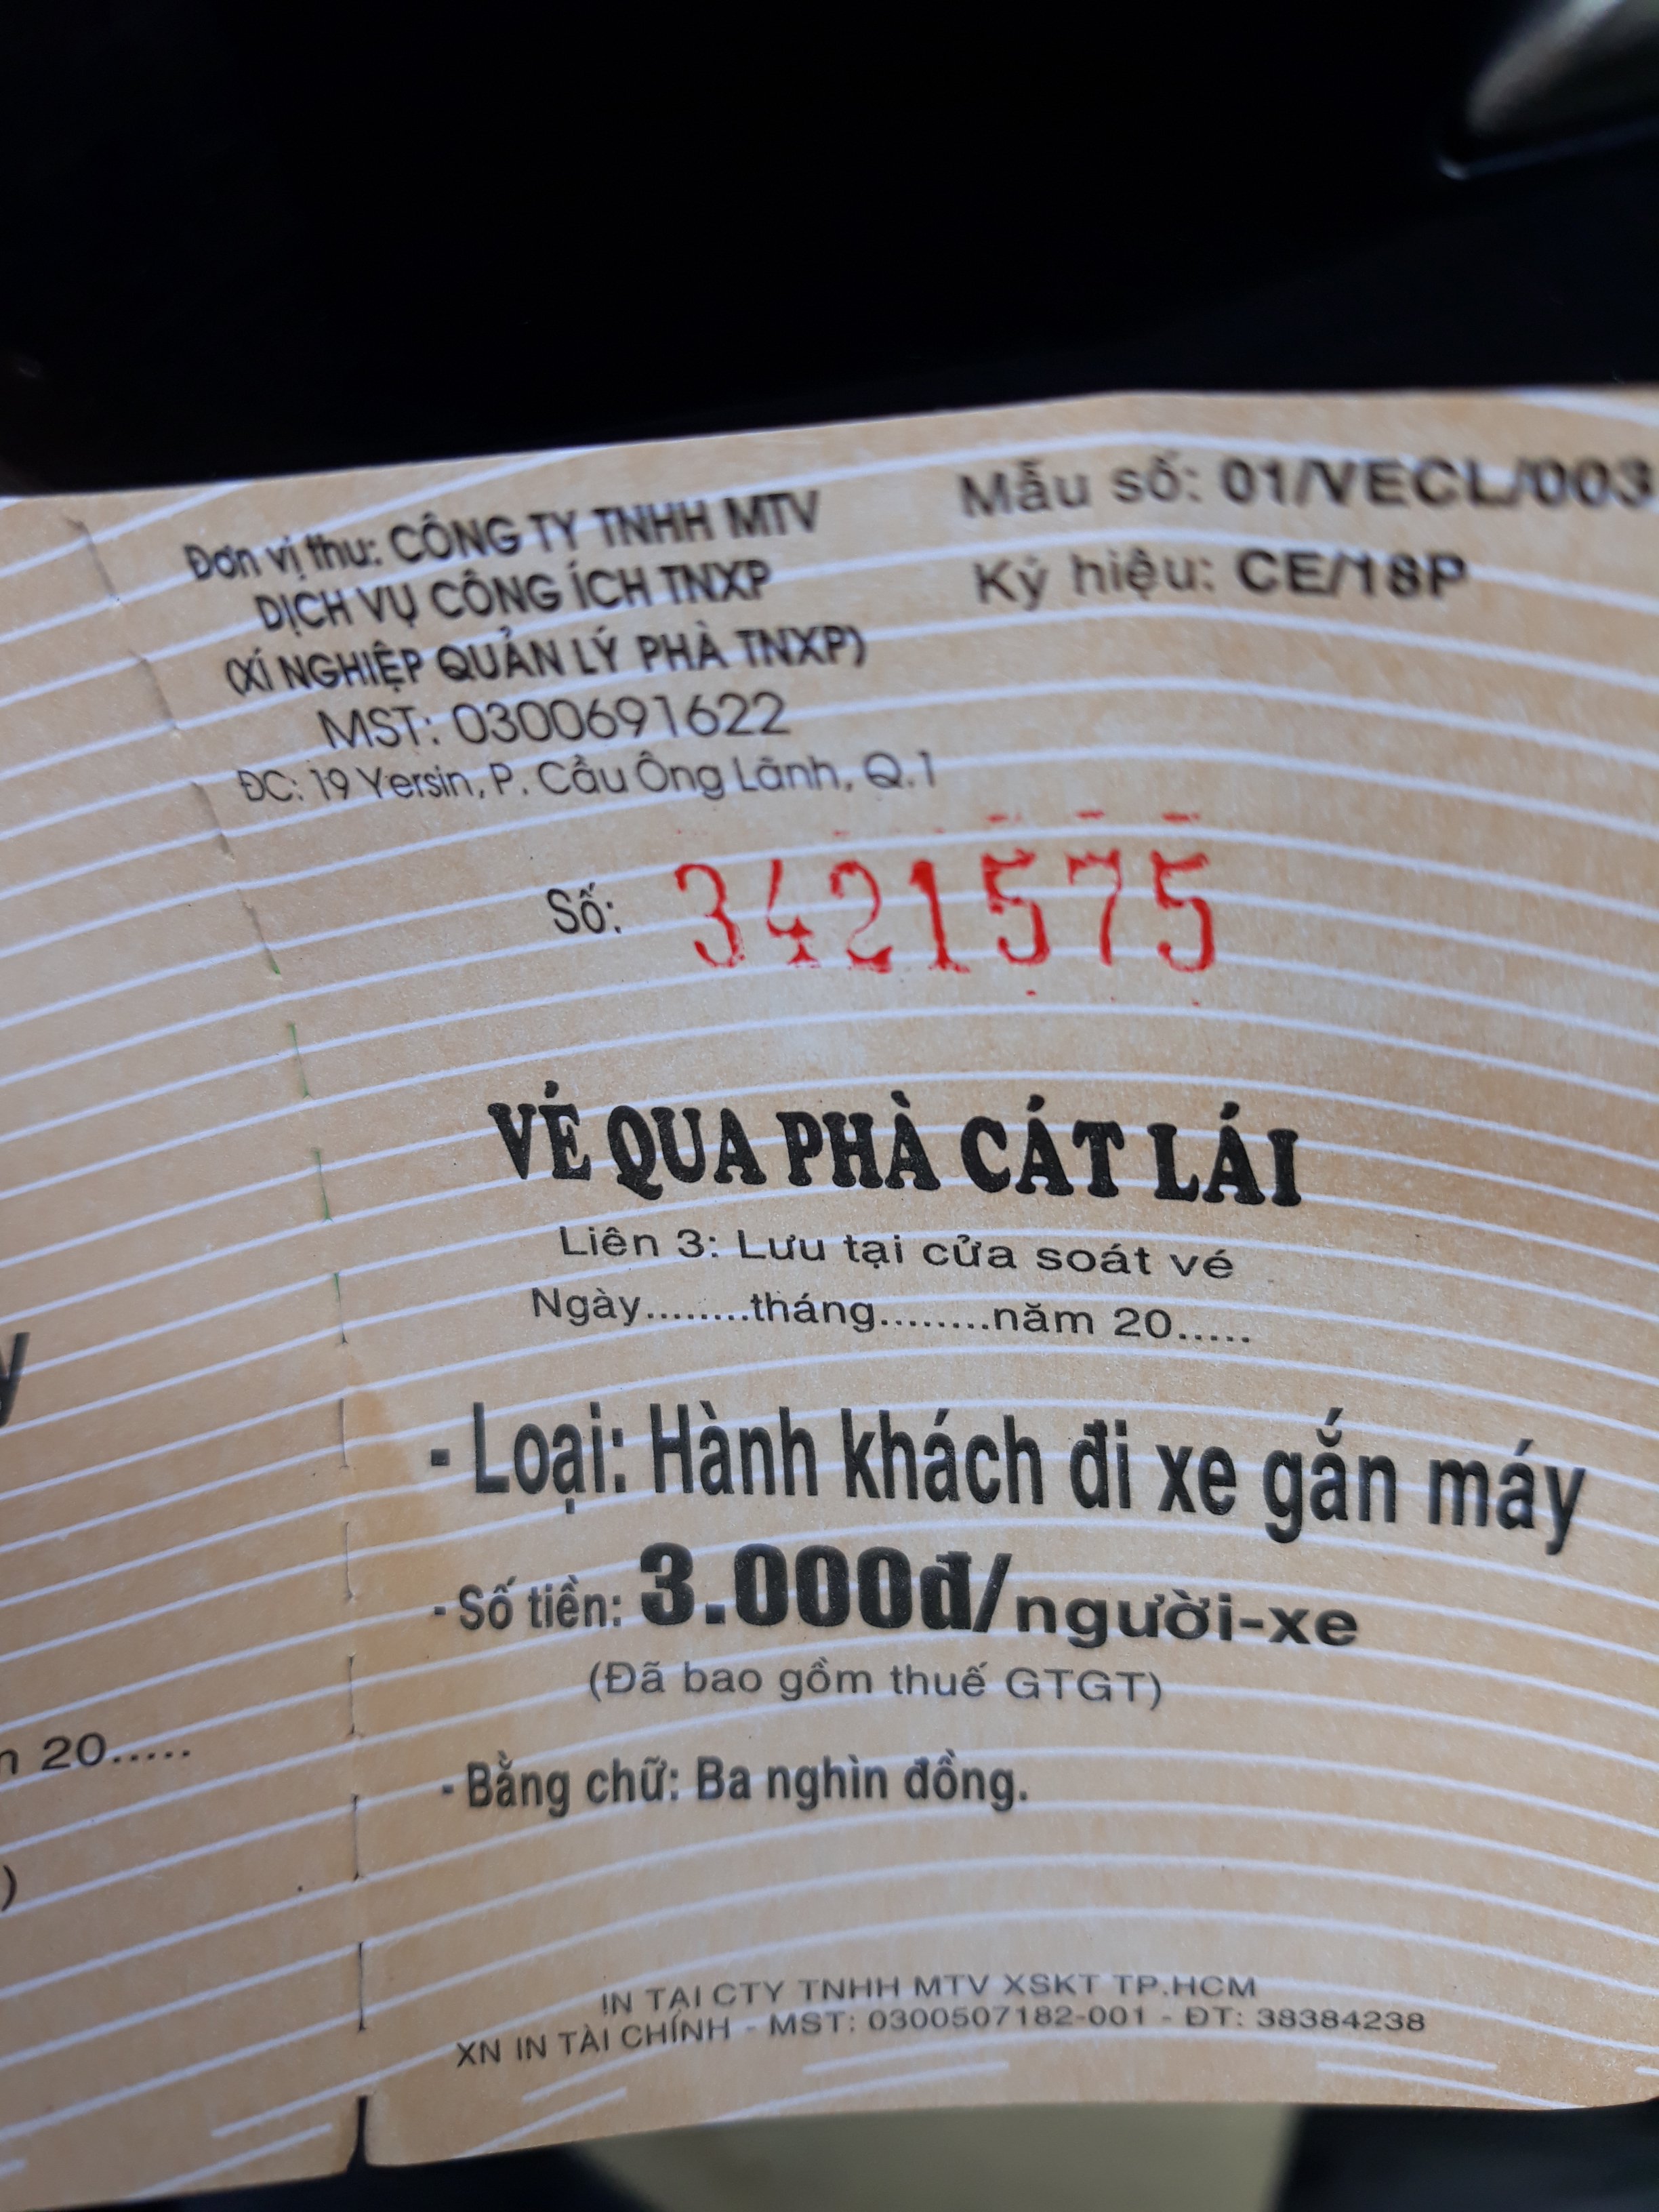 Đơn vị thu: CÔNG TY TNHH MTV
DỊCH VỤ CÔNG ÍCH TNXP
(XÍ NGHIỆP QUẢN LÝ PHÀ TNXP)
MST: 0300691622
ĐC: 19 Yersin, P. Cầu Ông Lãnh, Q.1
Mẫu số: 01/VECL/003
Ký hiệu: CE/18P
Số: 3421575
VÉ QUA PHÀ CÁT LÁI
Liên 3: Lưu tại cửa soát vé
Ngày........tháng........năm 20.....
- Loại: Hành khách đi xe gắn máy
- Số tiền: 3.000đ/người-xe
(Đã bao gồm thuế GTGT)
- Bằng chữ: Ba nghìn đồng.
IN TẠI CTY TNHH MTV XSKT TP.HCM
XN IN TÀI CHÍNH - MST: 0300507182-001 - ĐT: 38384238
y
20.....
)